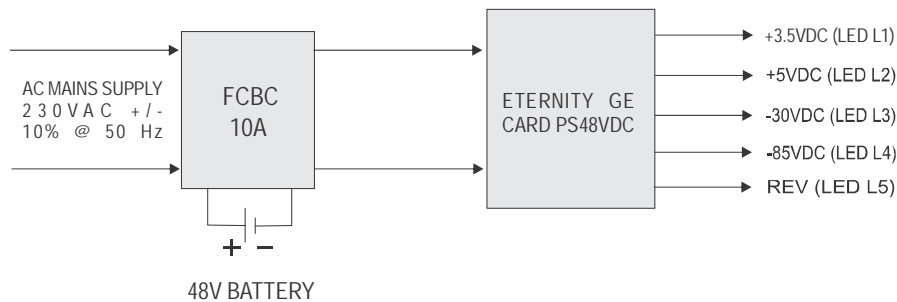 AC MAINS SUPPLY
230VAC +/-
10% @ 50 Hz
FCBC
10A
+ -
48V BATTERY
ETERNITY GE
CARD PS48VDC
+3.5VDC (LED L1)
+5VDC (LED L2)
-30VDC (LED L3)
-85VDC (LED L4)
REV (LED L5)